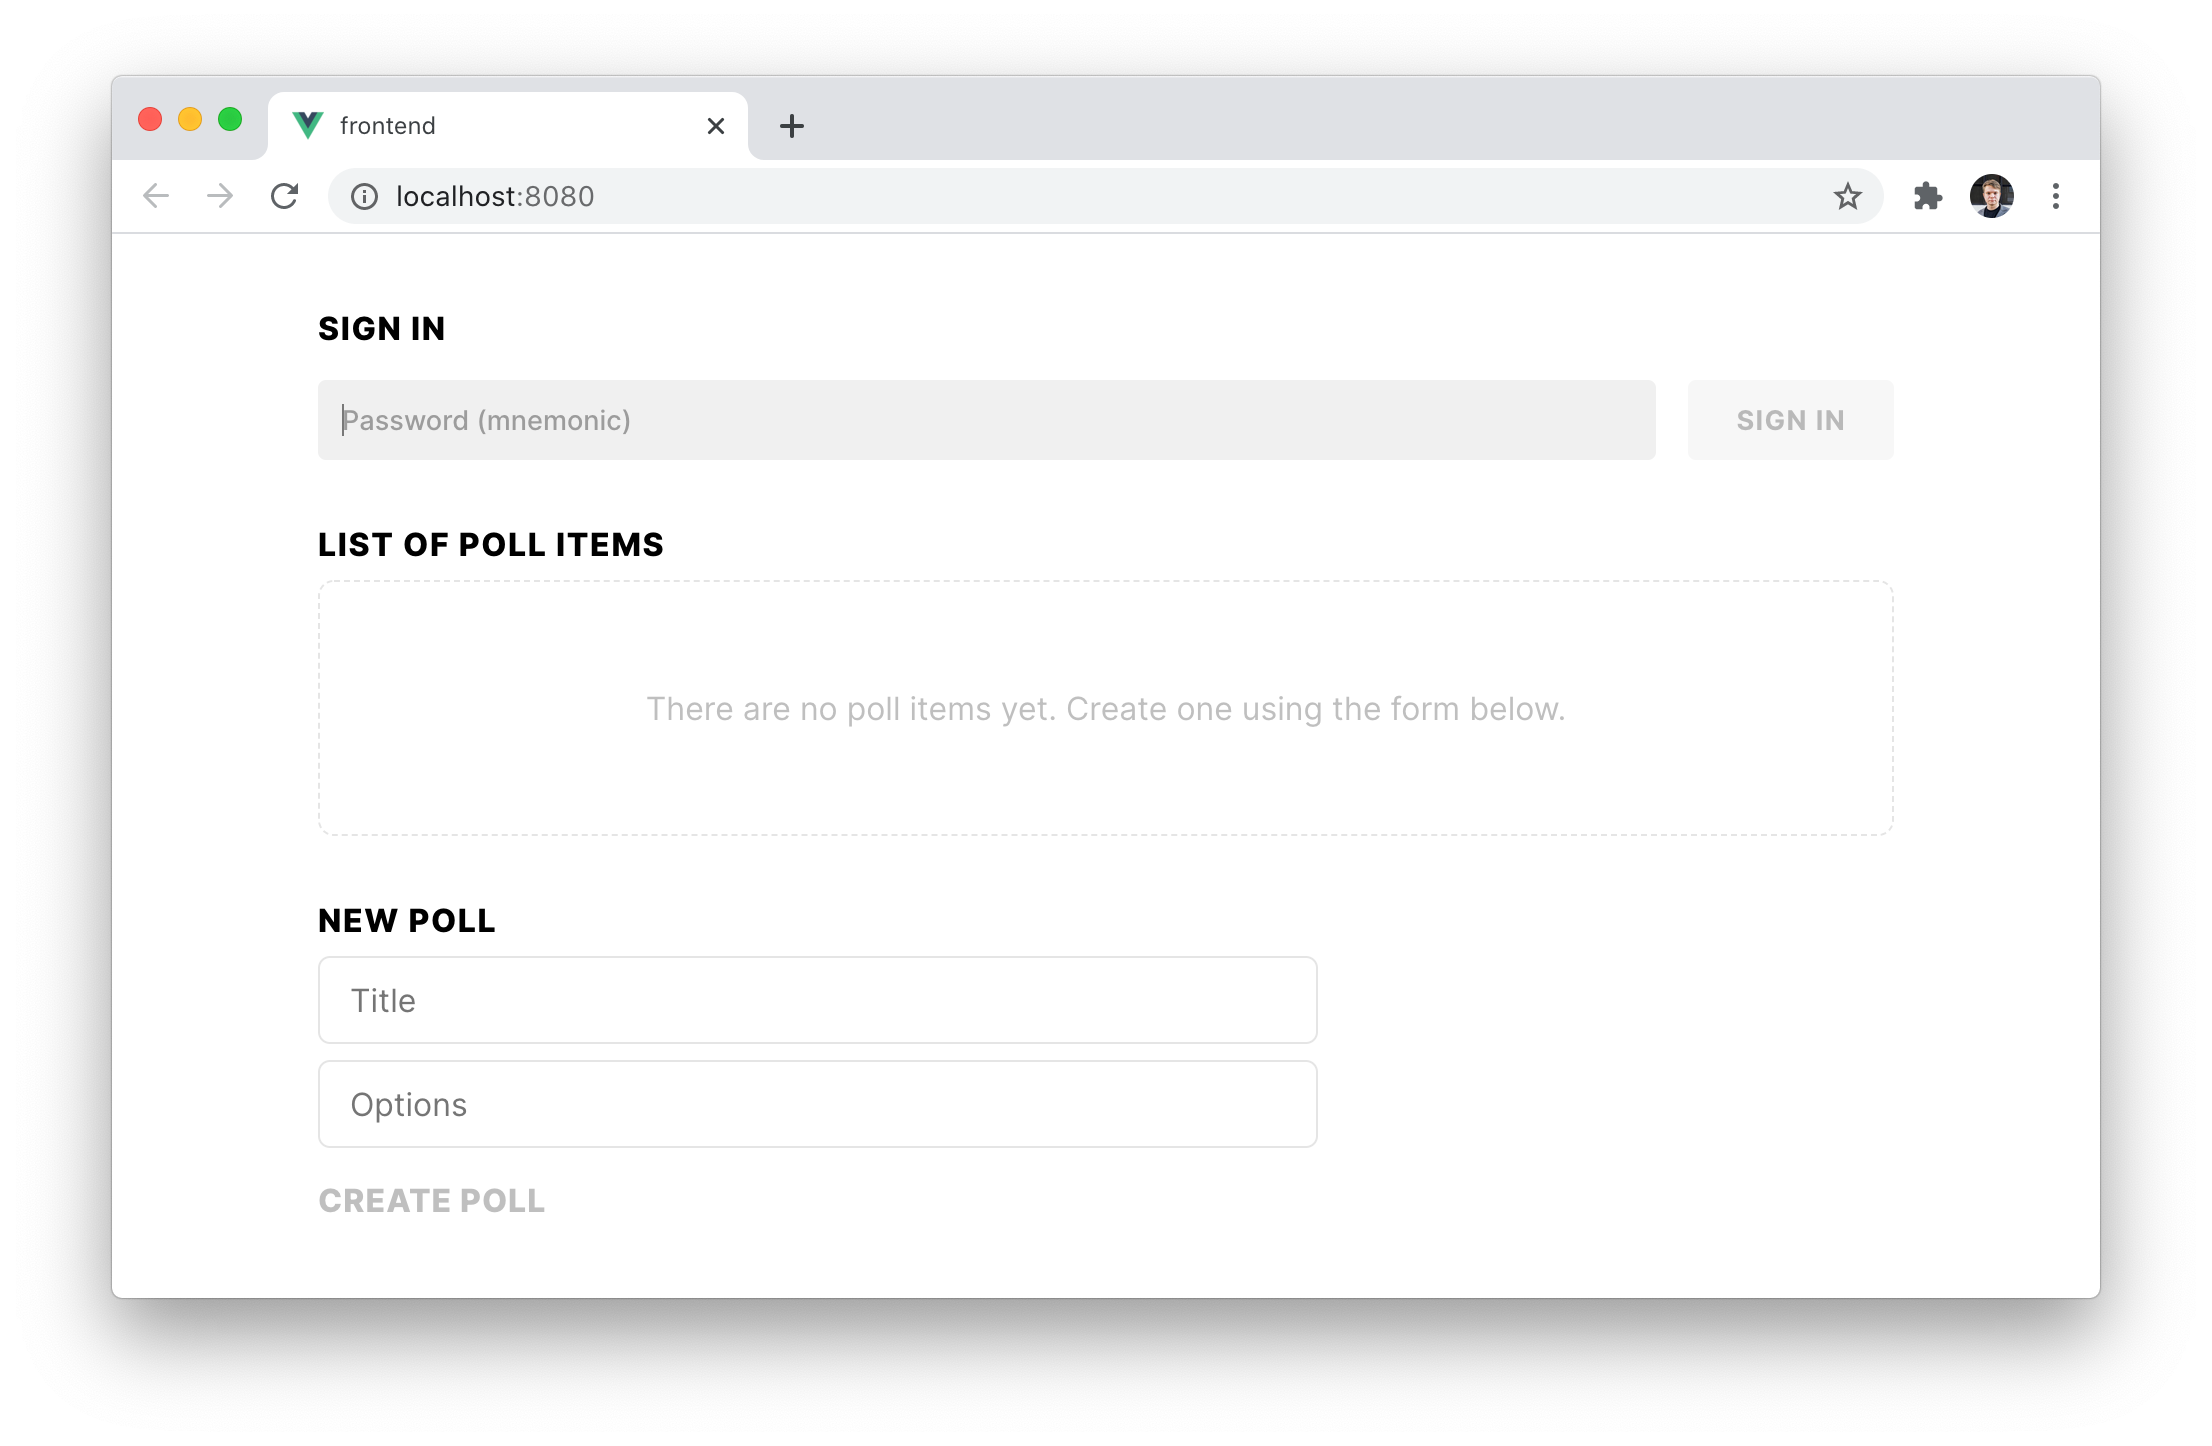 frontend
localhost:8080
SIGN IN
Password (mnemonic)
SIGN IN
LIST OF POLL ITEMS
There are no poll items yet. Create one using the form below.
NEW POLL
Title
Options
CREATE POLL